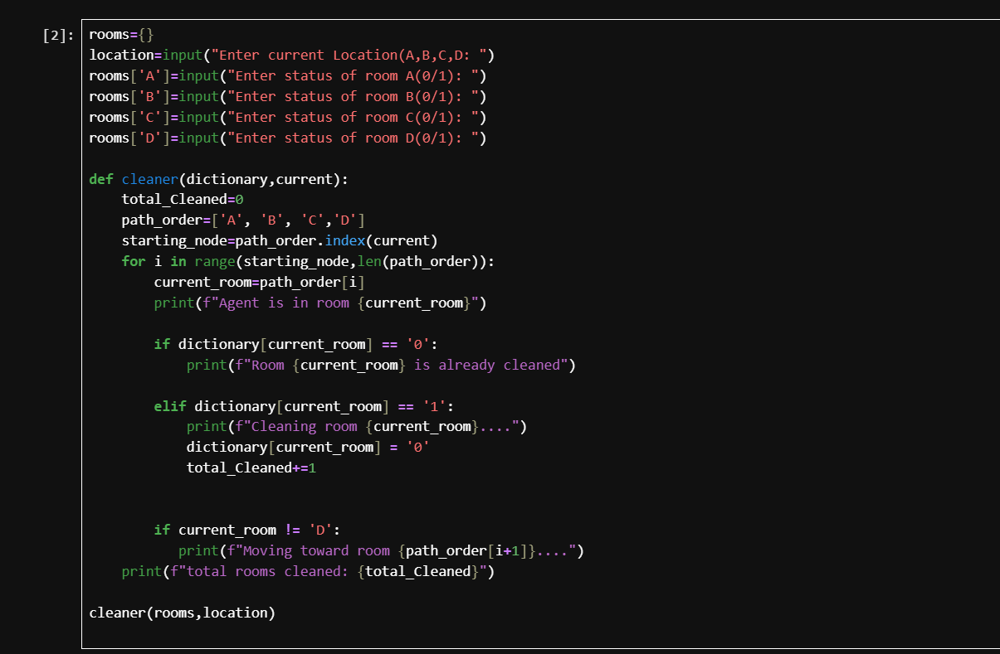 [2]:
rooms={}
location=input("Enter current Location(A,B,C,D: ")
rooms['A']=input("Enter status of room A(0/1): ")
rooms['B']=input("Enter status of room B(0/1): ")
rooms['C']=input("Enter status of room C(0/1): ")
rooms['D']=input("Enter status of room D(0/1): ")

def cleaner(dictionary,current):
    total_Cleaned=0
    path_order=['A', 'B', 'C','D']
    starting_node=path_order.index(current)
    for i in range(starting_node,len(path_order)):
        current_room=path_order[i]
        print(f"Agent is in room {current_room}")

        if dictionary[current_room] == '0':
            print(f"Room {current_room} is already cleaned")

        elif dictionary[current_room] == '1':
            print(f"Cleaning room {current_room}....")
            dictionary[current_room] = '0'
            total_Cleaned+=1


        if current_room != 'D':
           print(f"Moving toward room {path_order[i+1]}....")
    print(f"total rooms cleaned: {total_Cleaned}")

cleaner(rooms,location)